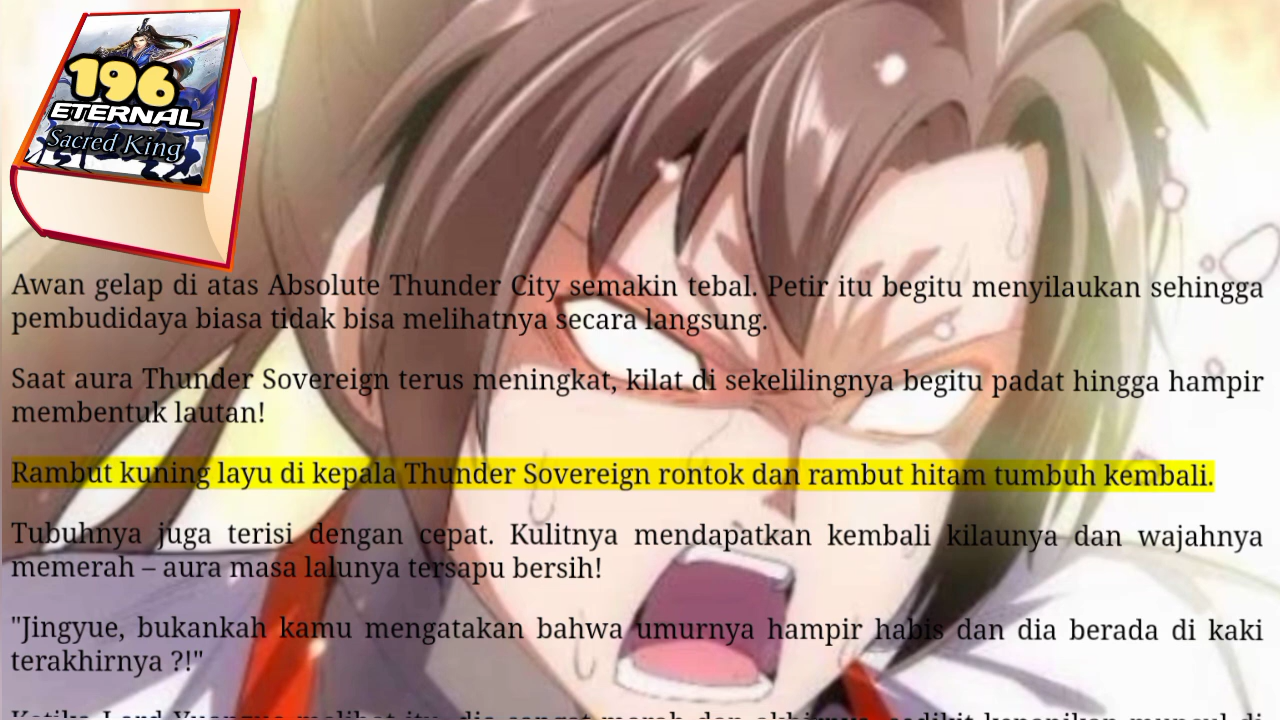 196
ETERNAL
Sacred King
Awan gelap di atas Absolute Thunder City semakin tebal. Petir itu begitu menyilaukan sehingga
pembudidaya biasa tidak bisa melihatnya secara langsung.
Saat aura Thunder Sovereign terus meningkat, kilat di sekelilingnya begitu padat hingga hampir
membentuk lautan!
Rambut kuning layu di kepala Thunder Sovereign rontok dan rambut hitam tumbuh kembali.
Tubuhnya juga terisi dengan cepat. Kulitnya mendapatkan kembali kilaunya dan wajahnya
memerah – aura masa lalunya tersapu bersih!
"Jingyue, bukankah kamu mengatakan bahwa umurnya hampir habis dan dia berada di kaki
terakhirnya ?!"